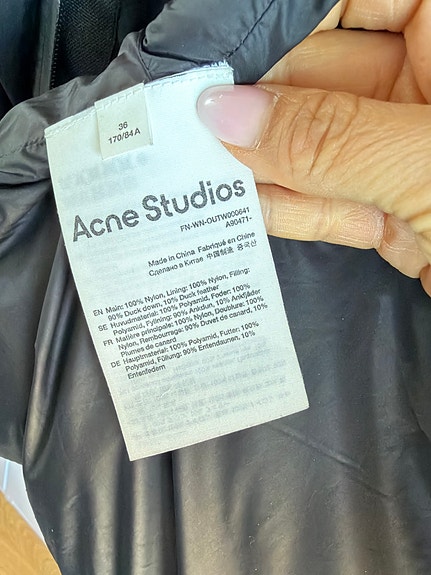 36
170/84A
Acne Studios
FN-WN-OUTW000641
A90471-
Made in China Fabriqué en Chine
Сделано в Китае 中国制造 중국산
EN Main: 100% Nylon, Lining: 100% Nylon, Filling:
90% Duck down, 10% Duck feather
SE Huvudmaterial: 100% Polyamid, Foder: 100%
Polyamid, Fyllning: 90% Ankdun, 10% Ankfjäder
FR Matière principale: 100% Nylon, Doublure: 100%
Nylon, Rembourrage: 90% Duvet de canard, 10%
Plumes de canard
DE Hauptmaterial: 100% Polyamid, Futter: 100%
Polyamid, Füllung: 90% Entendaunen, 10%
Entenfedern